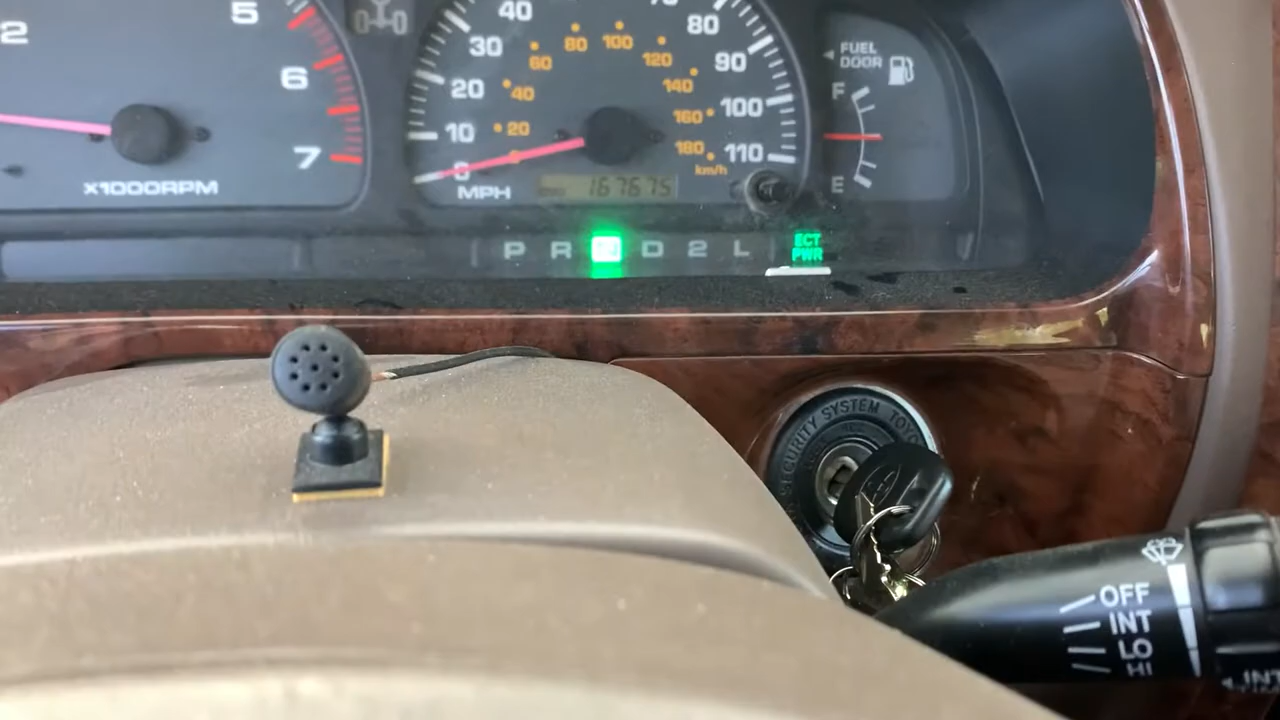 2
5
6
7
X1000RPM
40
30
20
10
0
80
90
100
110
20
40
60
80
100
120
140
160
180
km/h
MPH
167675
P R N D 2 L
ECT
PWR
FUEL
DOOR
F
E
SECURITY SYSTEM
OFF
INT
LO
HI
INT